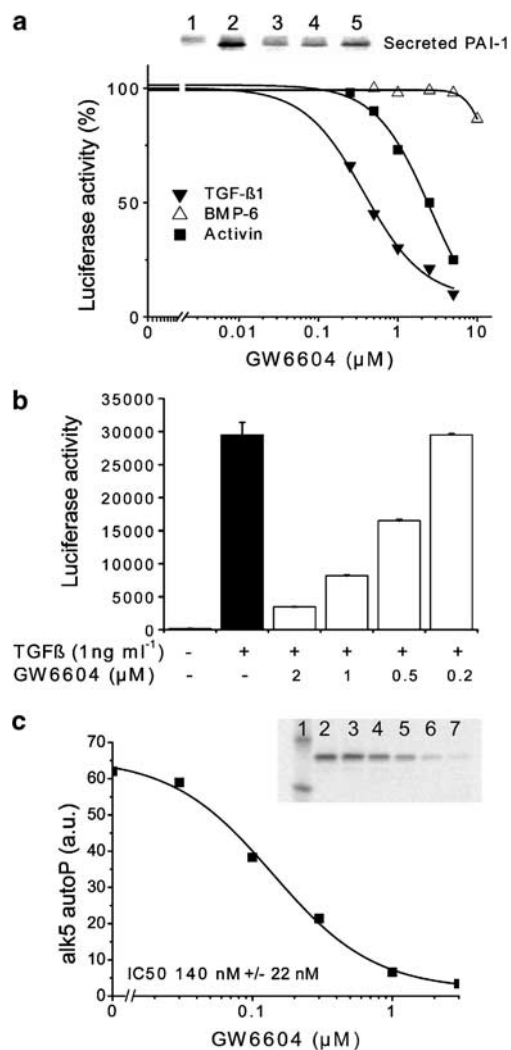 a
1 2 3 4 5
Secreted PAI-1
100
50
0
Luciferase activity (%)
TGF-ß1
BMP-6
Activin
0 0.01 0.1 1 10
GW6604 (µM)
b
35000
30000
25000
20000
15000
10000
5000
0
Luciferase activity
TGFß (1ng ml-1) - + + + + +
GW6604 (µM) - - 2 1 0.5 0.2
c
1 2 3 4 5 6 7
70
60
50
40
30
20
10
0
alk5 autoP (a.u.)
IC50 140 nM +/- 22 nM
0 0.1 1
GW6604 (µM)